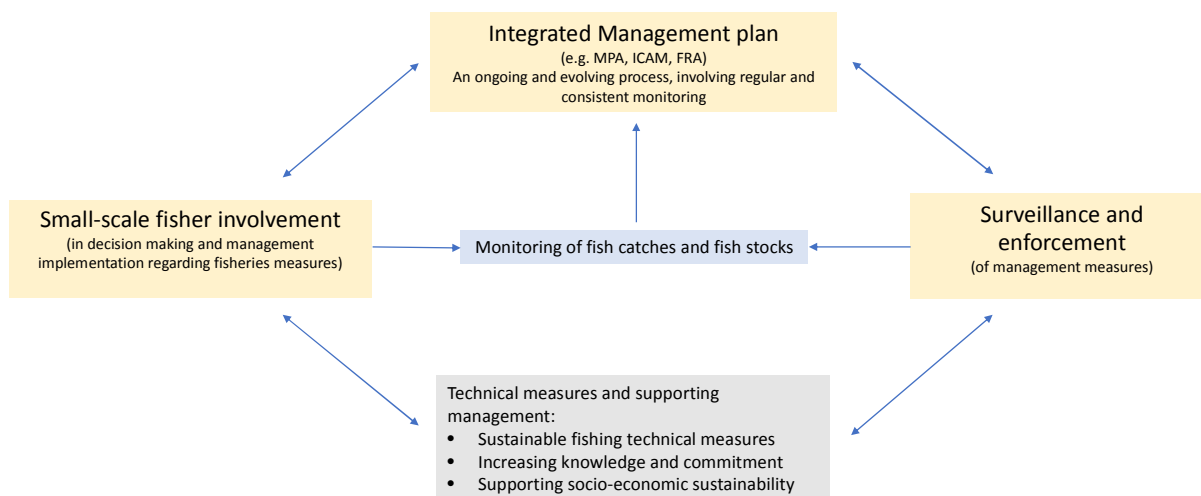 Integrated Management plan
(e.g. MPA, ICAM, FRA)
An ongoing and evolving process, involving regular and
consistent monitoring
Small-scale fisher involvement
(in decision making and management
implementation regarding fisheries measures)
Monitoring of fish catches and fish stocks
Surveillance and
enforcement
(of management measures)
Technical measures and supporting
management:
• Sustainable fishing technical measures
• Increasing knowledge and commitment
• Supporting socio-economic sustainability